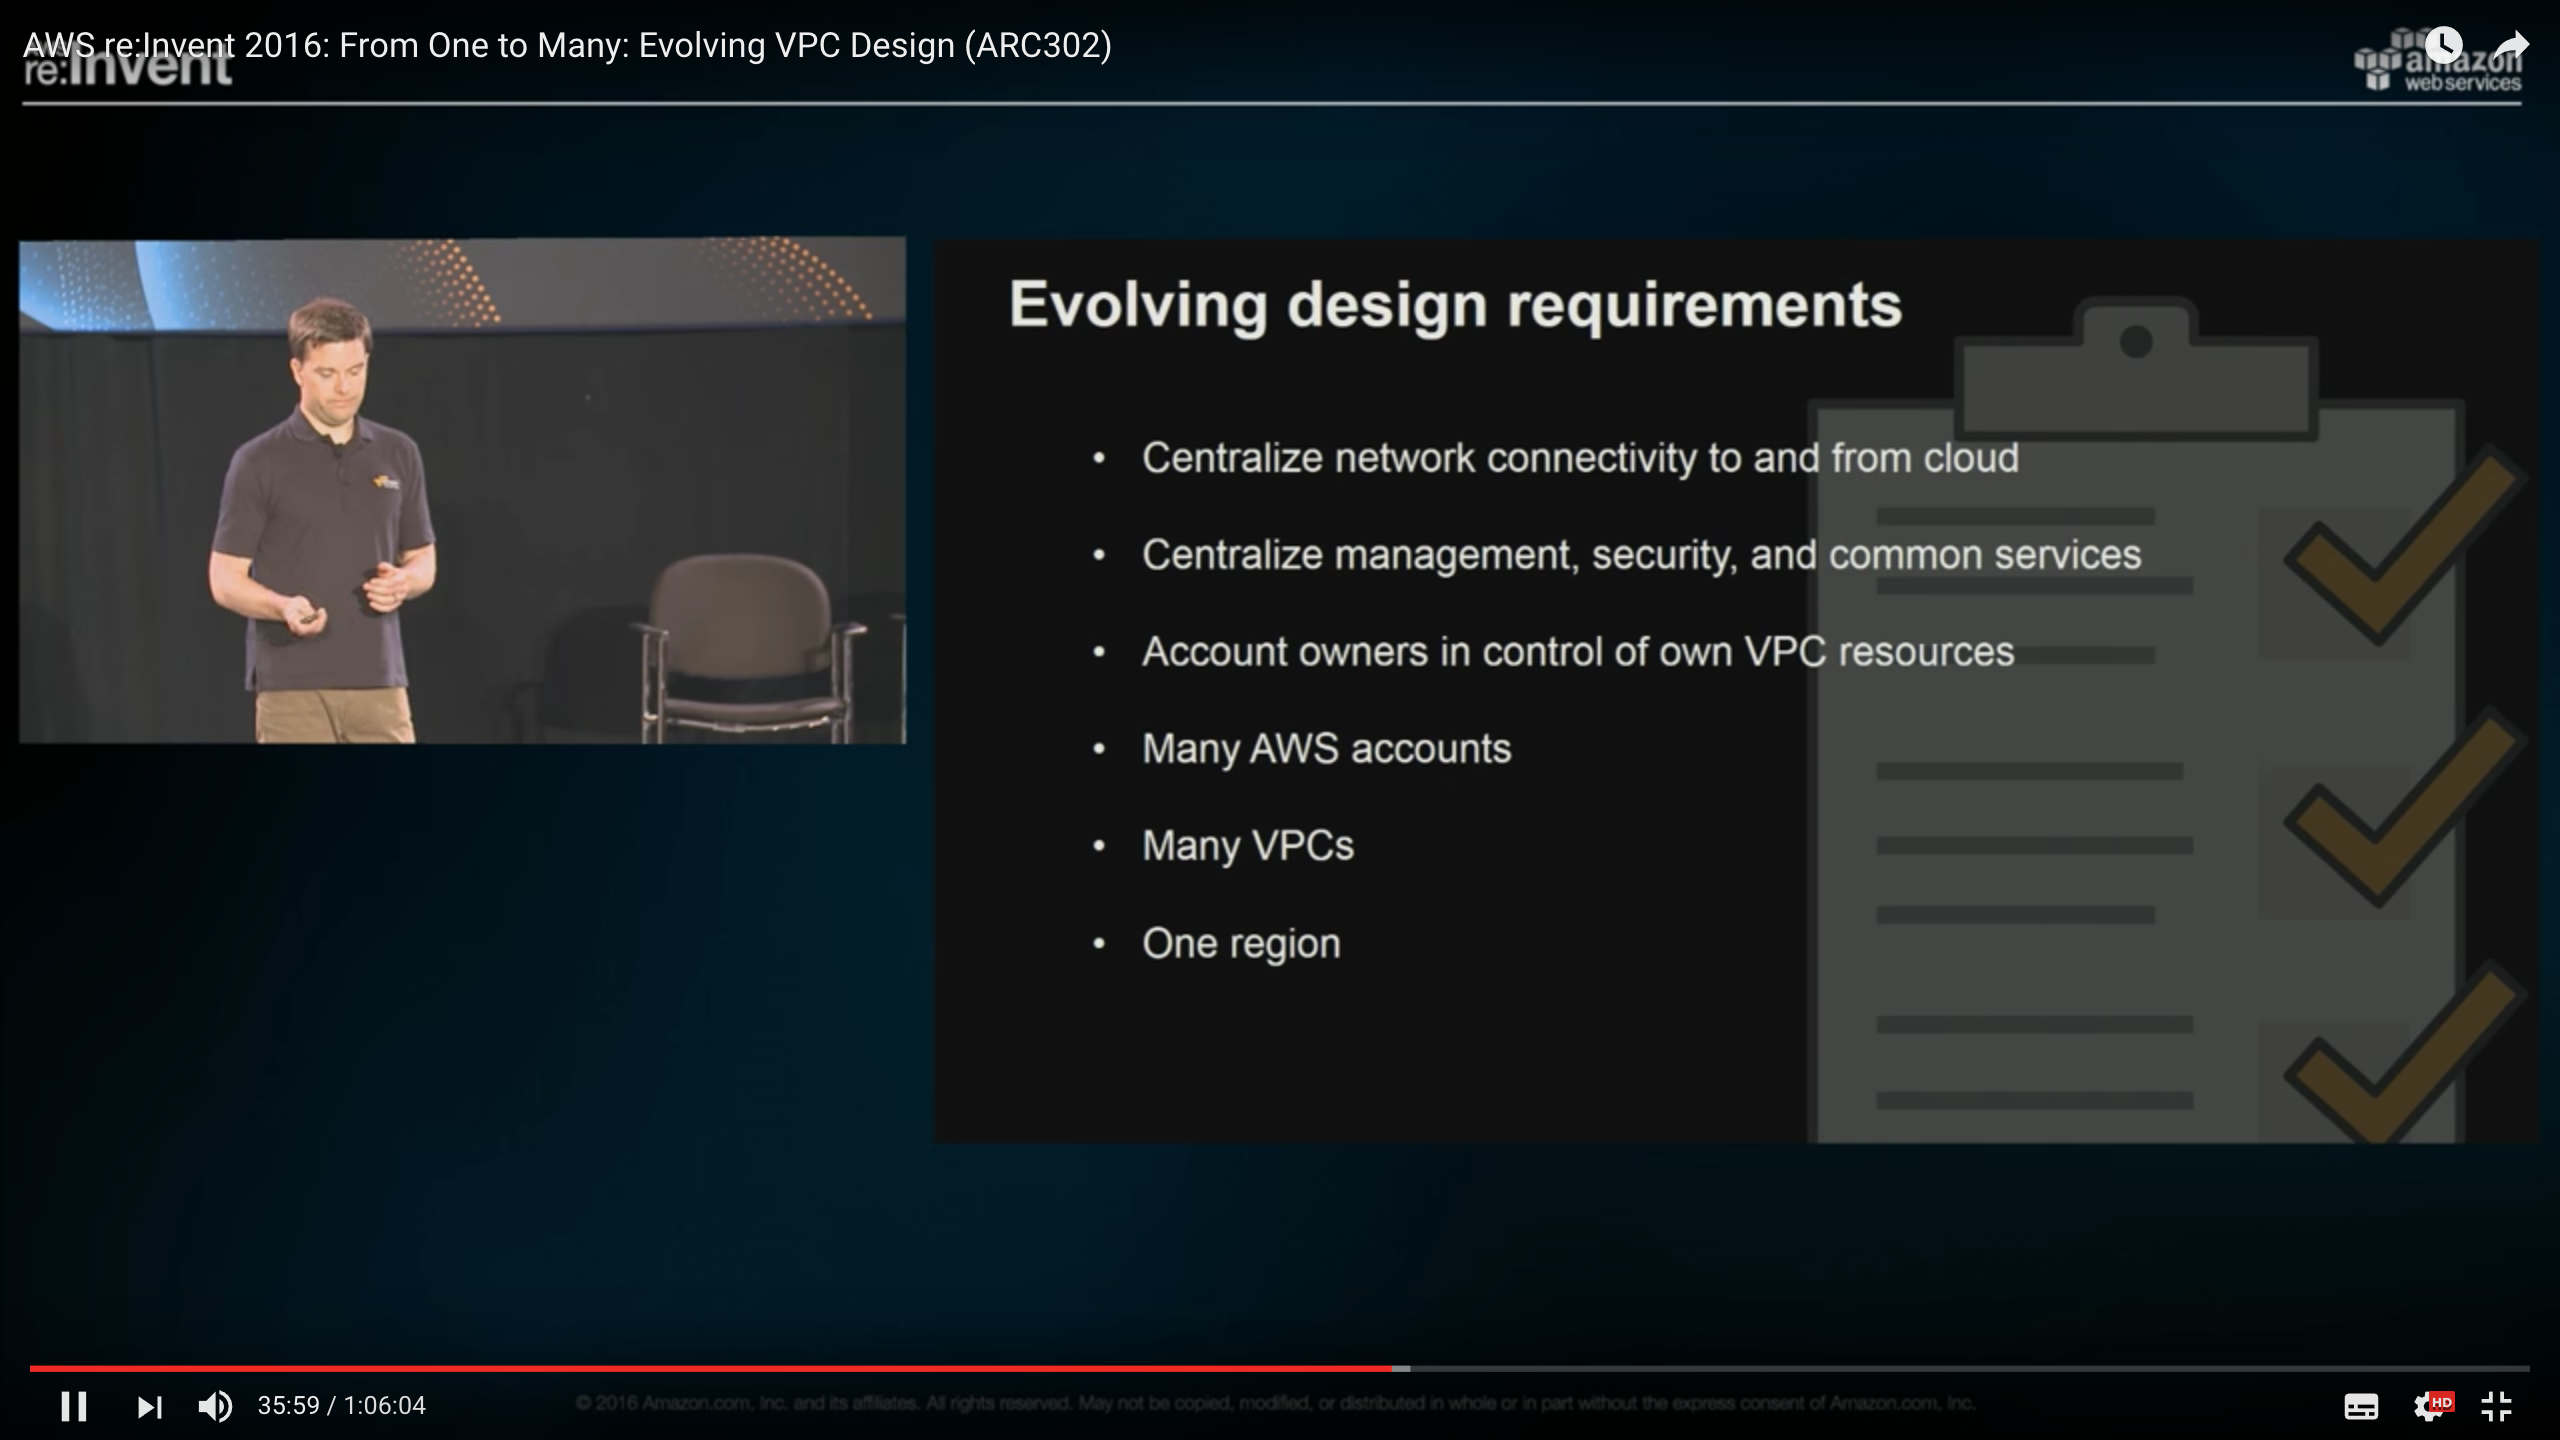 AWS re:Invent 2016: From One to Many: Evolving VPC Design (ARC302)
re:Invent
amazon
web services
Evolving design requirements
• Centralize network connectivity to and from cloud
• Centralize management, security, and common services
• Account owners in control of own VPC resources
• Many AWS accounts
• Many VPCs
• One region
35:59 / 1:06:04
© 2016 Amazon.com, Inc. and its affiliates. All rights reserved. May not be copied, modified, or distributed in whole or in part without the express consent of Amazon.com, Inc.
HD